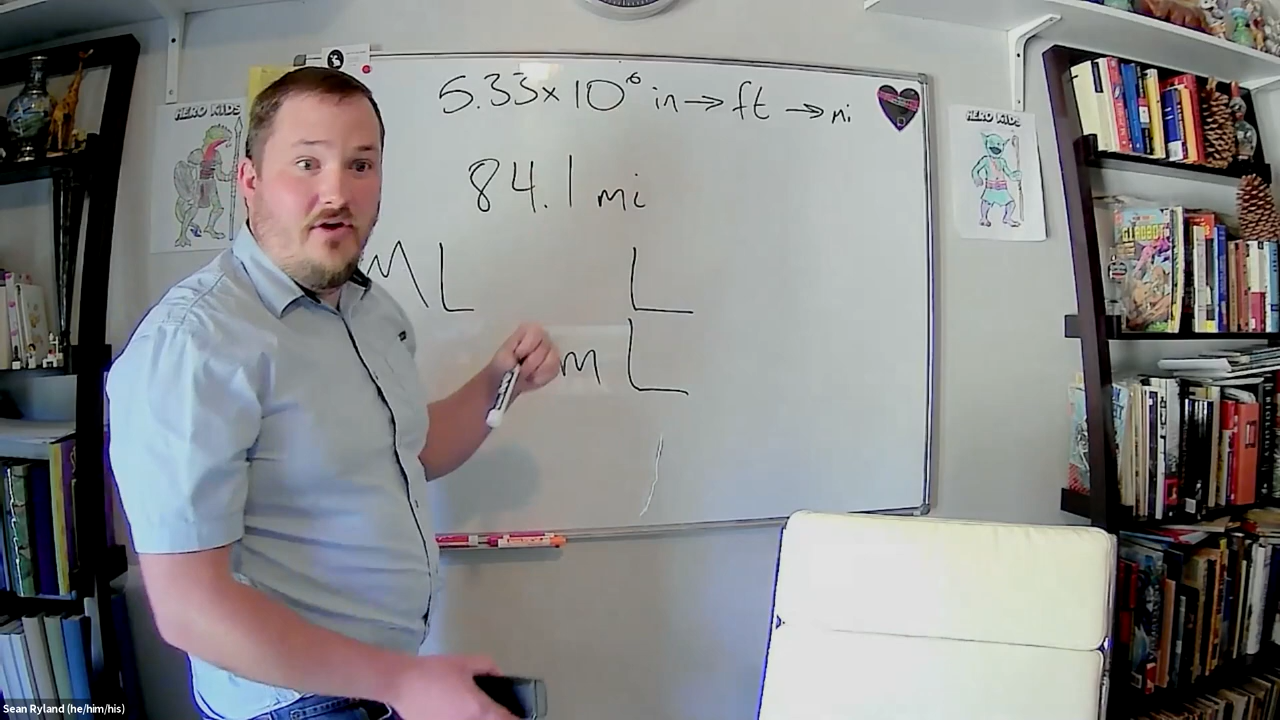 5.33×10⁶ in→ft→mi
84.1 mi
ML L
mL
HERO KIDS
HERO KIDS
Sean Ryland (he/him/his)